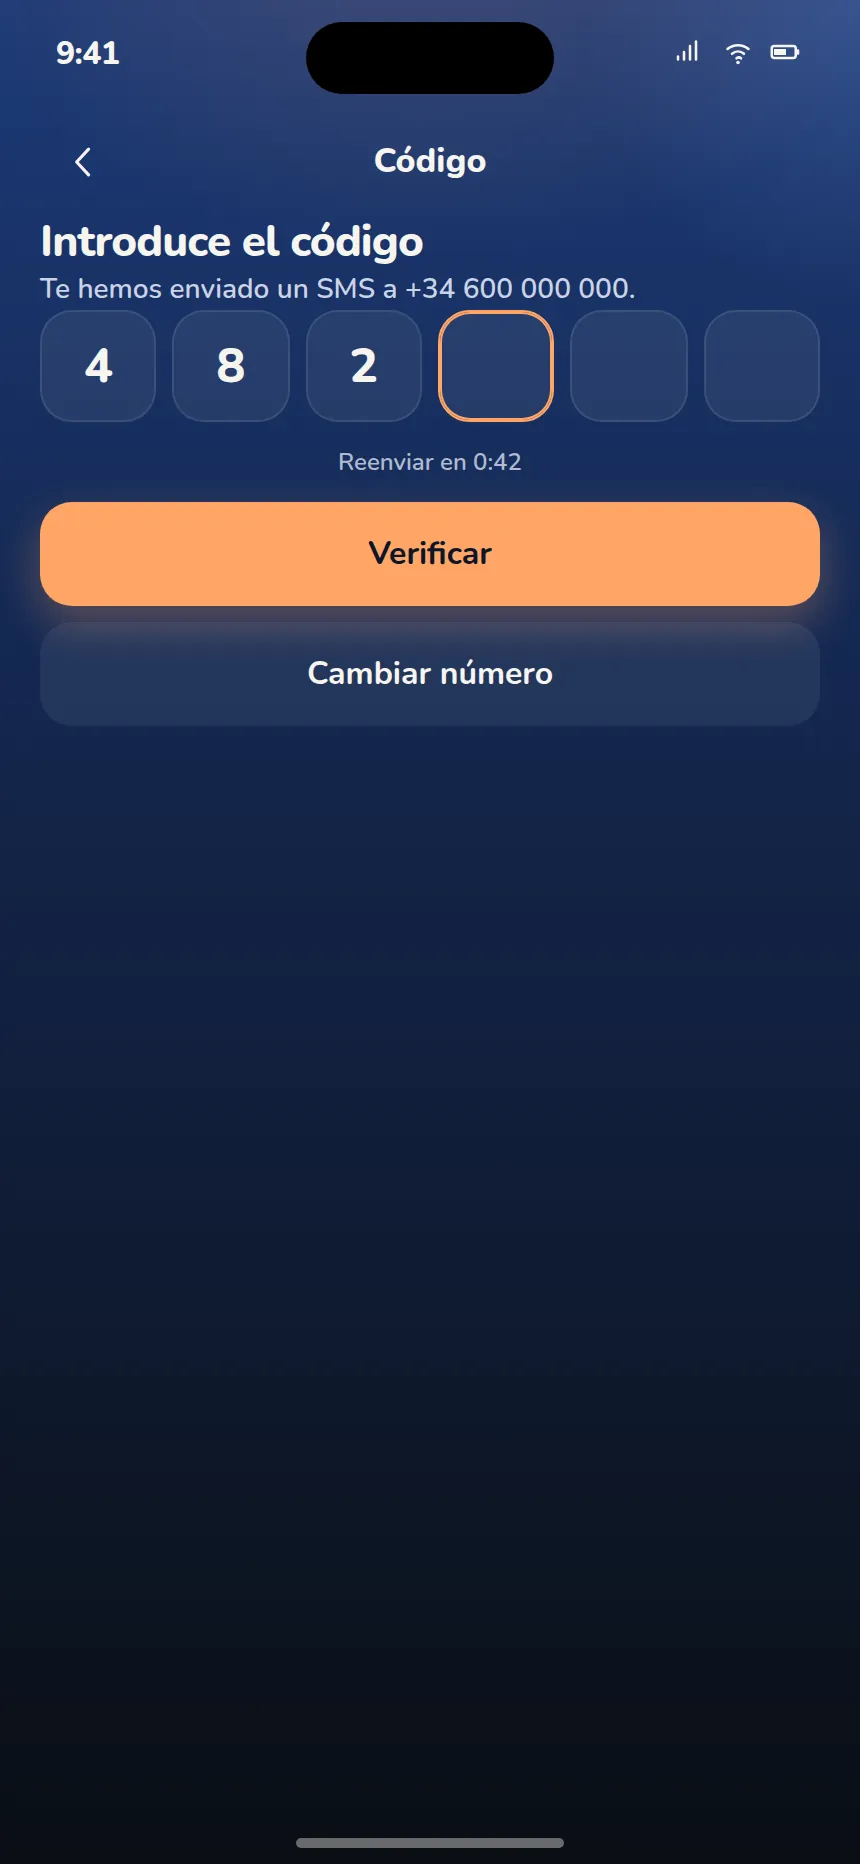 9:41
Código
Introduce el código
Te hemos enviado un SMS a +34 600 000 000.
4 8 2
Reenviar en 0:42
Verificar
Cambiar número